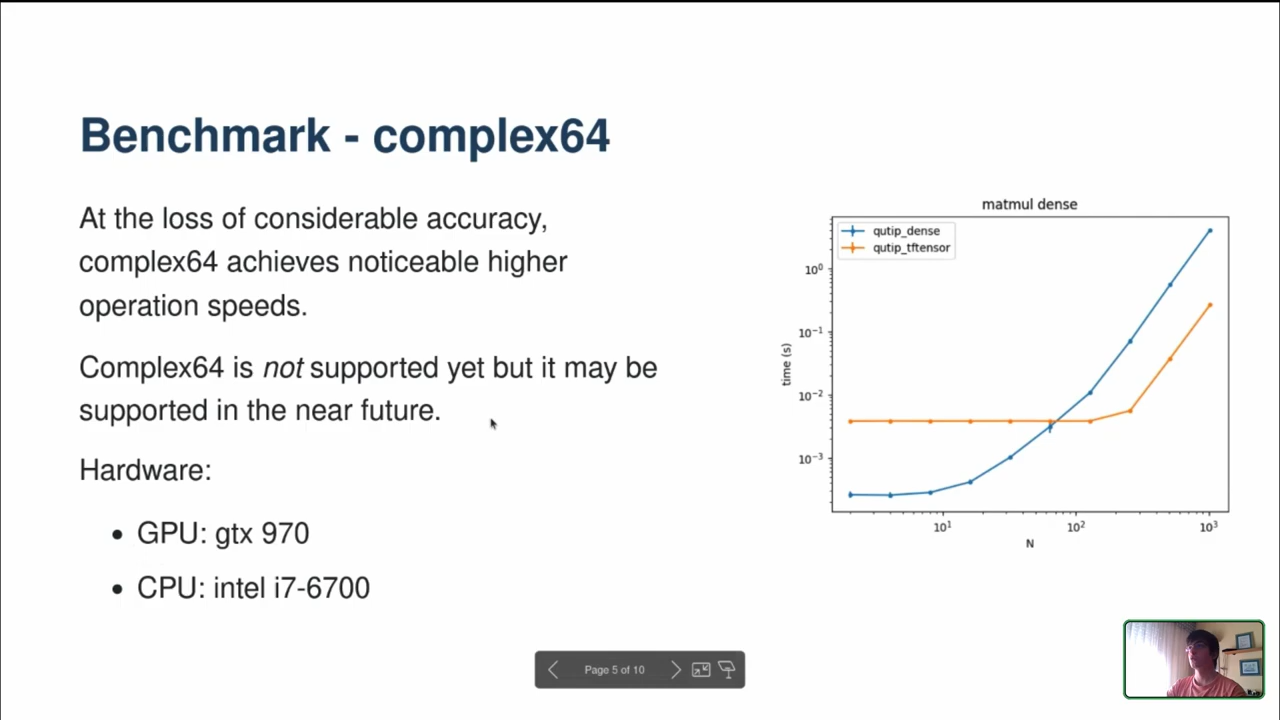 Benchmark - complex64
At the loss of considerable accuracy,
complex64 achieves noticeable higher
operation speeds.
Complex64 is not supported yet but it may be
supported in the near future.
Hardware:
• GPU: gtx 970
• CPU: intel i7-6700
matmul dense
qutip_dense
qutip_tftensor
time (s)
10⁰
10⁻¹
10⁻²
10⁻³
10¹
10²
10³
N
Page 5 of 10